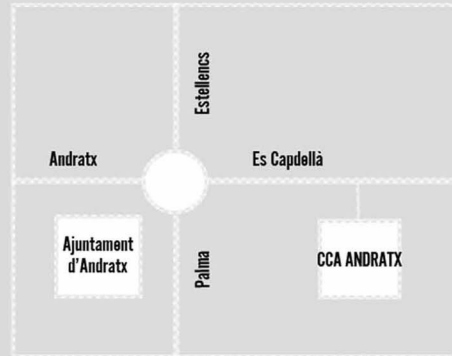 Estellencs
Andratx
Es Capdellà
Ajuntament
d'Andratx
Palma
CCA ANDRATX